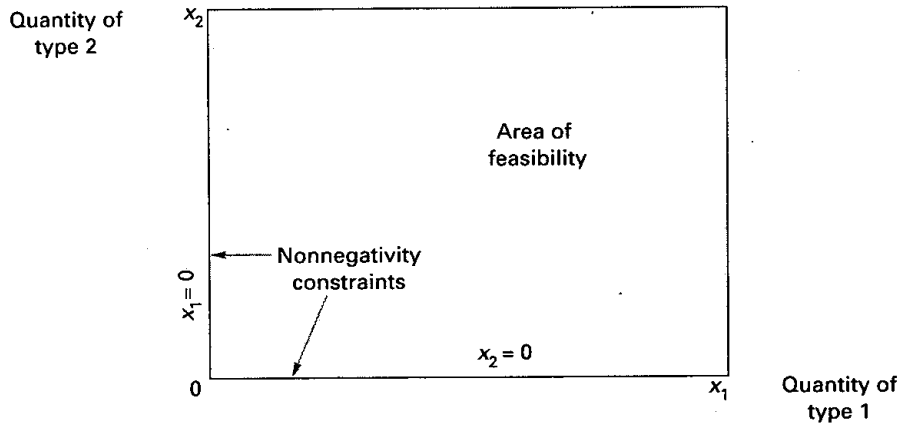 Quantity of
type 2
x₂
Area of
feasibility
Nonnegativity
constraints
x₁ = 0
x₂ = 0
0
x₁
Quantity of
type 1